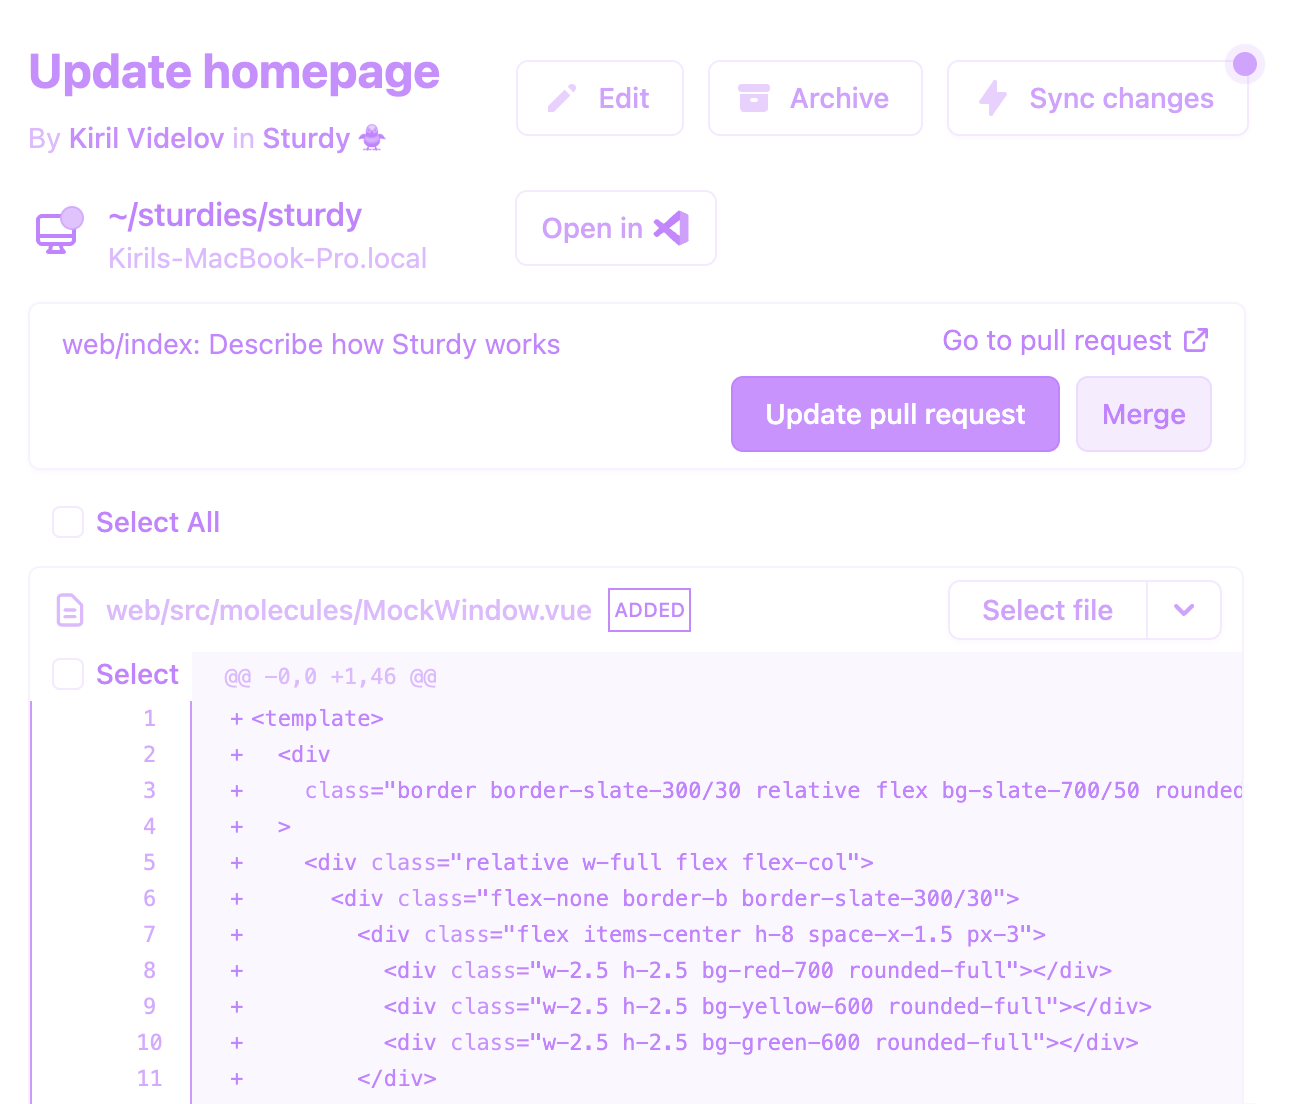 Update homepage
Edit
Archive
Sync changes
By Kiril Videlov in Sturdy 🐥
~/sturdies/sturdy
Kirils-MacBook-Pro.local
Open in
web/index: Describe how Sturdy works
Go to pull request
Update pull request
Merge
Select All
web/src/molecules/MockWindow.vue
ADDED
Select file
Select
@@ -0,0 +1,46 @@
1 + <template>
2 +   <div
3 +     class="border border-slate-300/30 relative flex bg-slate-700/50 rounded
4 +   >
5 +     <div class="relative w-full flex flex-col">
6 +       <div class="flex-none border-b border-slate-300/30">
7 +         <div class="flex items-center h-8 space-x-1.5 px-3">
8 +           <div class="w-2.5 h-2.5 bg-red-700 rounded-full"></div>
9 +           <div class="w-2.5 h-2.5 bg-yellow-600 rounded-full"></div>
10 +           <div class="w-2.5 h-2.5 bg-green-600 rounded-full"></div>
11 +         </div>